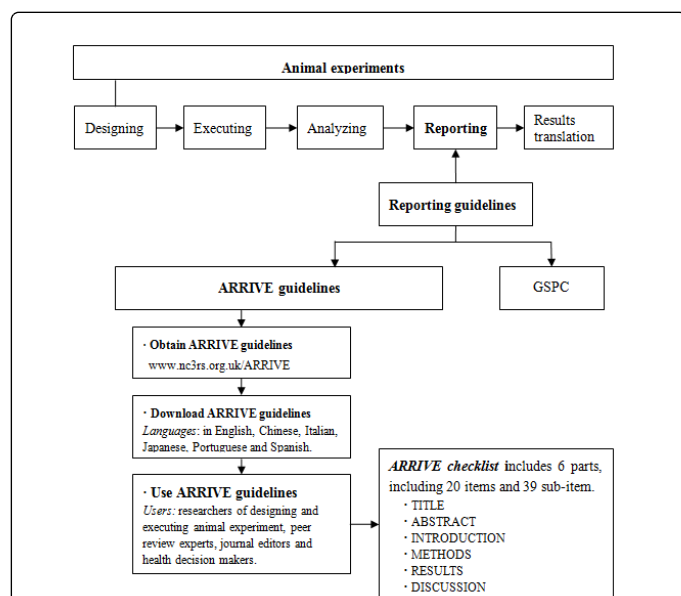 Animal experiments
Designing
Executing
Analyzing
Reporting
Results
translation
Reporting guidelines
ARRIVE guidelines
GSPC
· Obtain ARRIVE guidelines
www.nc3rs.org.uk/ARRIVE
· Download ARRIVE guidelines
Languages: in English, Chinese, Italian,
Japanese, Portuguese and Spanish.
· Use ARRIVE guidelines
Users: researchers of designing and
executing animal experiment, peer
review experts, journal editors and
health decision makers.
ARRIVE checklist includes 6 parts,
including 20 items and 39 sub-item.
· TITLE
· ABSTRACT
· INTRODUCTION
· METHODS
· RESULTS
· DISCUSSION